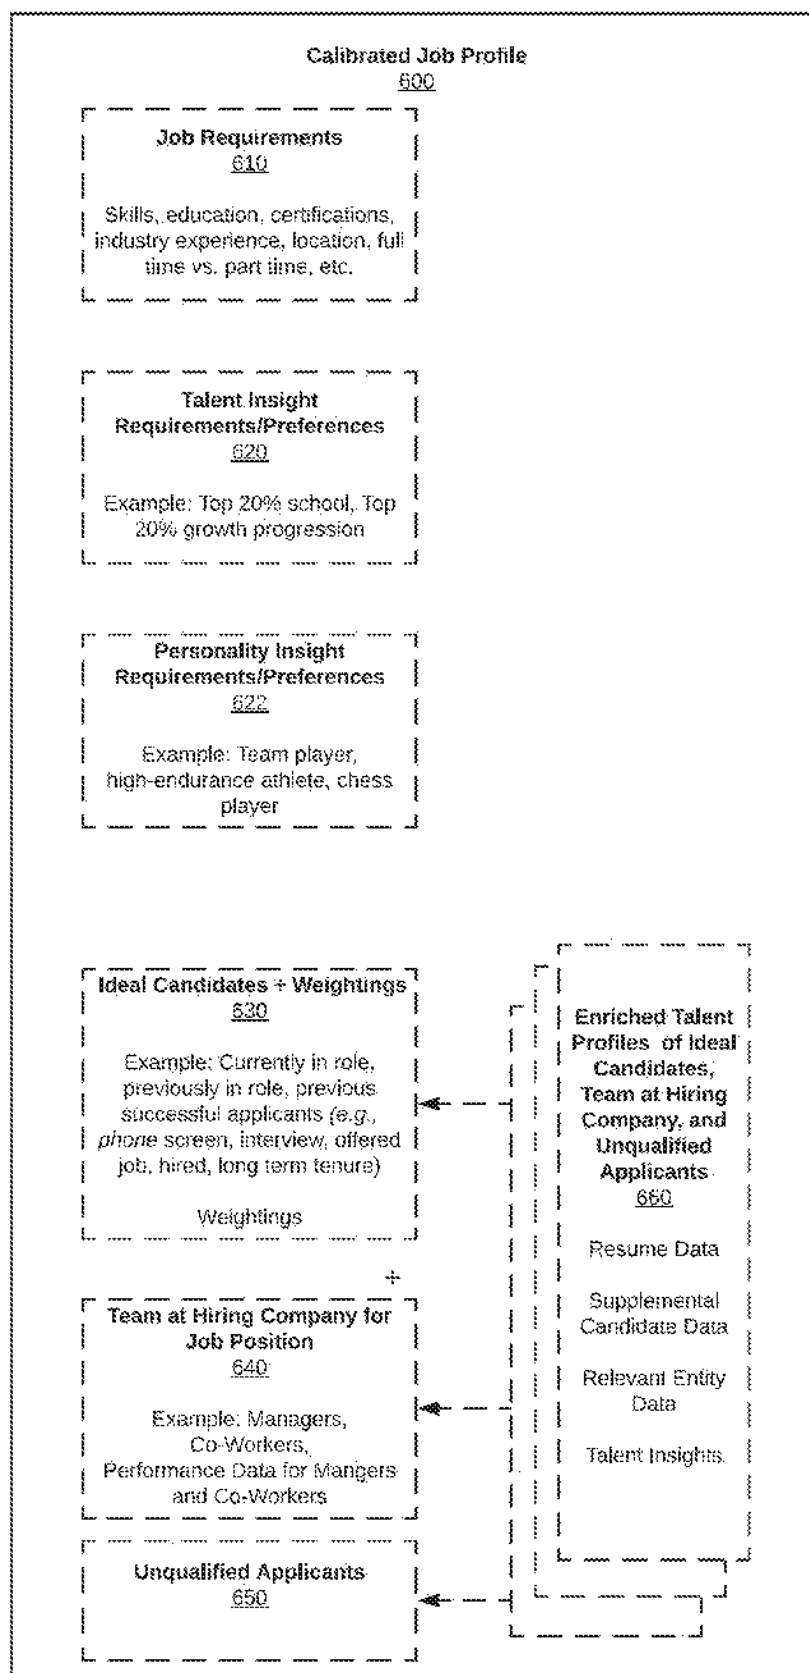 Calibrated Job Profile
600
Job Requirements
610
Skills, education, certifications,
industry experience, location, full
time vs. part time, etc.
Talent Insight
Requirements/Preferences
620
Example: Top 20% school, Top
20% growth progression
Personality Insight
Requirements/Preferences
622
Example: Team player,
high-endurance athlete, chess
player
Ideal Candidates + Weightings
630
Example: Currently in role,
previously in role, previous
successful applicants (e.g.,
phone screen, interview, offered
job, hired, long term tenure)
Weightings
+
Team at Hiring Company for
Job Position
640
Example: Managers,
Co-Workers,
Performance Data for Mangers
and Co-Workers
Unqualified Applicants
650
Enriched Talent
Profiles of Ideal
Candidates,
Team at Hiring
Company, and
Unqualified
Applicants
660
Resume Data
Supplemental
Candidate Data
Relevant Entity
Data
Talent Insights